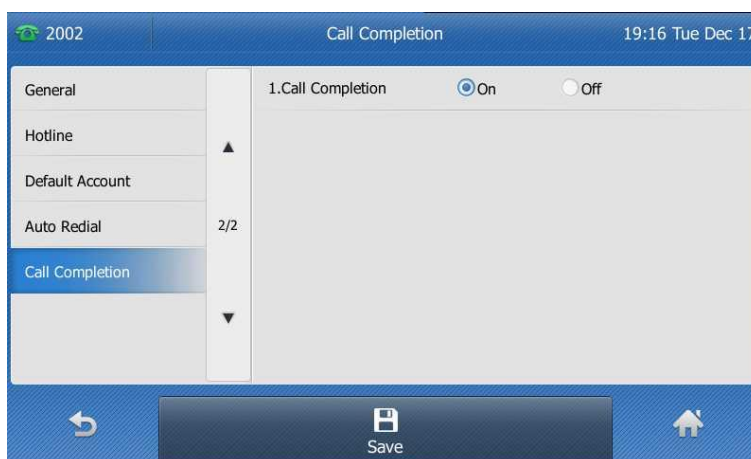 2002 Call Completion 19:16 Tue Dec 17
General
Hotline
Default Account
Auto Redial
Call Completion
2/2
1.Call Completion On Off
Save